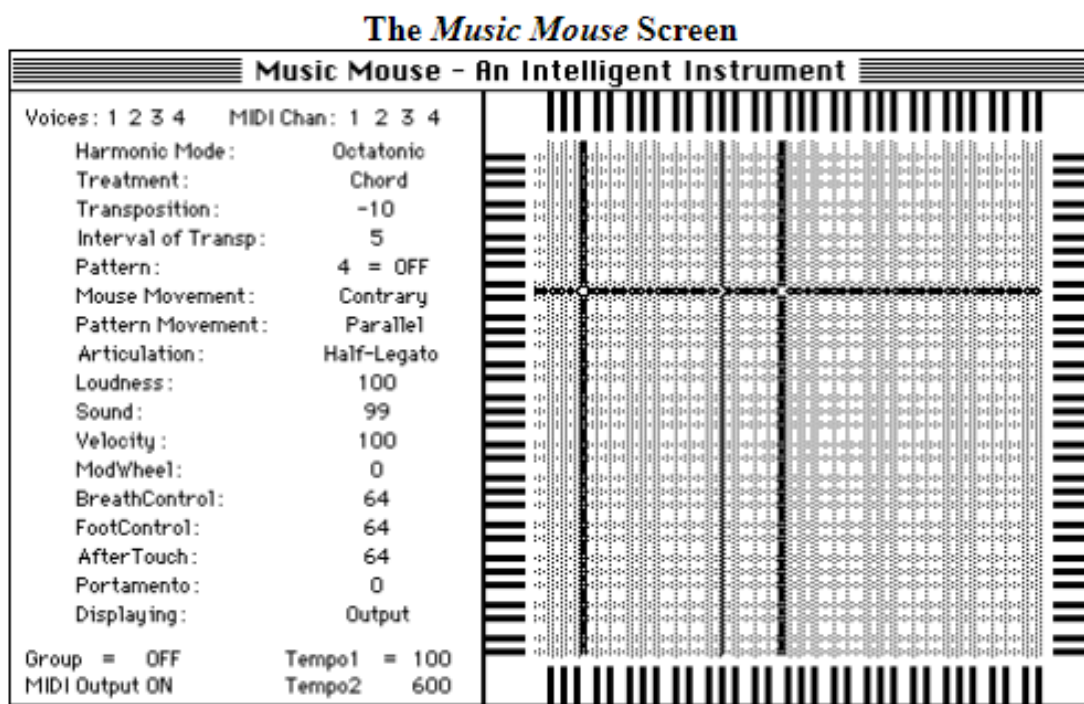 The Music Mouse Screen
Music Mouse - An Intelligent Instrument
Voices: 1 2 3 4 MIDI Chan: 1 2 3 4
Harmonic Mode: Octatonic
Treatment: Chord
Transposition: -10
Interval of Transp: 5
Pattern: 4 = OFF
Mouse Movement: Contrary
Pattern Movement: Parallel
Articulation: Half-Legato
Loudness: 100
Sound: 99
Velocity: 100
ModWheel: 0
BreathControl: 64
FootControl: 64
AfterTouch: 64
Portamento: 0
Displaying: Output
Group = OFF Tempo1 = 100
MIDI Output ON Tempo2 600